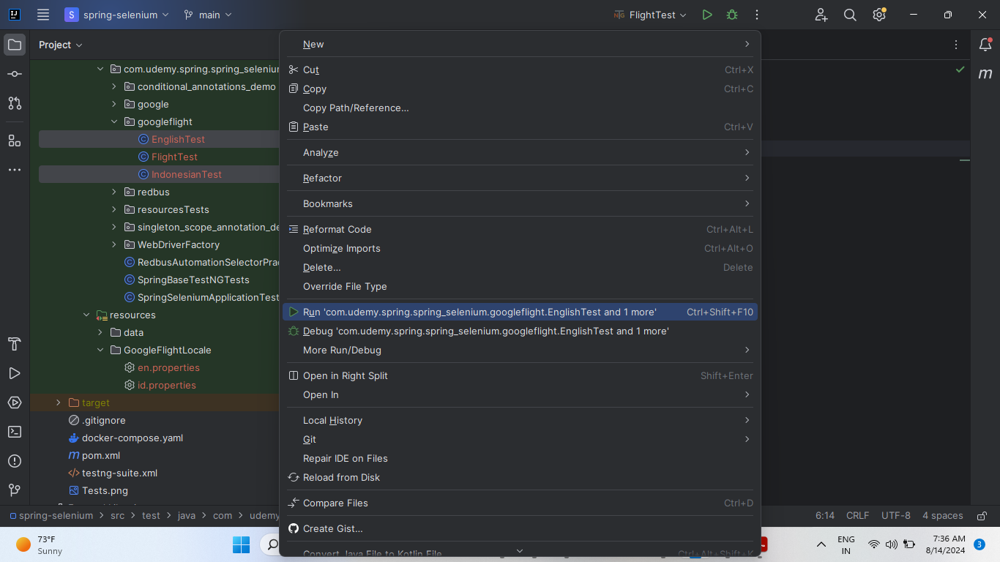 IJ
S spring-selenium main
NG FlightTest
Project
com.udemy.spring.spring_seleniu
conditional_annotations_demo
google
googleflight
EnglishTest
FlightTest
IndonesianTest
redbus
resourcesTests
singleton_scope_annotation_de
WebDriverFactory
RedbusAutomationSelectorPra
SpringBaseTestNGTests
SpringSeleniumApplicationTest
resources
data
GoogleFlightLocale
en.properties
id.properties
target
.gitignore
docker-compose.yaml
m pom.xml
</> testng-suite.xml
Tests.png
New
Cut Ctrl+X
Copy Ctrl+C
Copy Path/Reference...
Paste Ctrl+V
Analyze
Refactor
Bookmarks
Reformat Code Ctrl+Alt+L
Optimize Imports Ctrl+Alt+O
Delete... Delete
Override File Type
Run 'com.udemy.spring.spring_selenium.googleflight.EnglishTest and 1 more' Ctrl+Shift+F10
Debug 'com.udemy.spring.spring_selenium.googleflight.EnglishTest and 1 more'
More Run/Debug
Open in Right Split Shift+Enter
Open In
Local History
Git
Repair IDE on Files
Reload from Disk
Compare Files Ctrl+D
Create Gist...
Convert Java File to Kotlin File Ctrl+Alt+Shift+K
m
spring-selenium > src > test > java > com > udemy
6:14 CRLF UTF-8 4 spaces
73°F
Sunny
ENG
IN
7:36 AM
8/14/2024
3